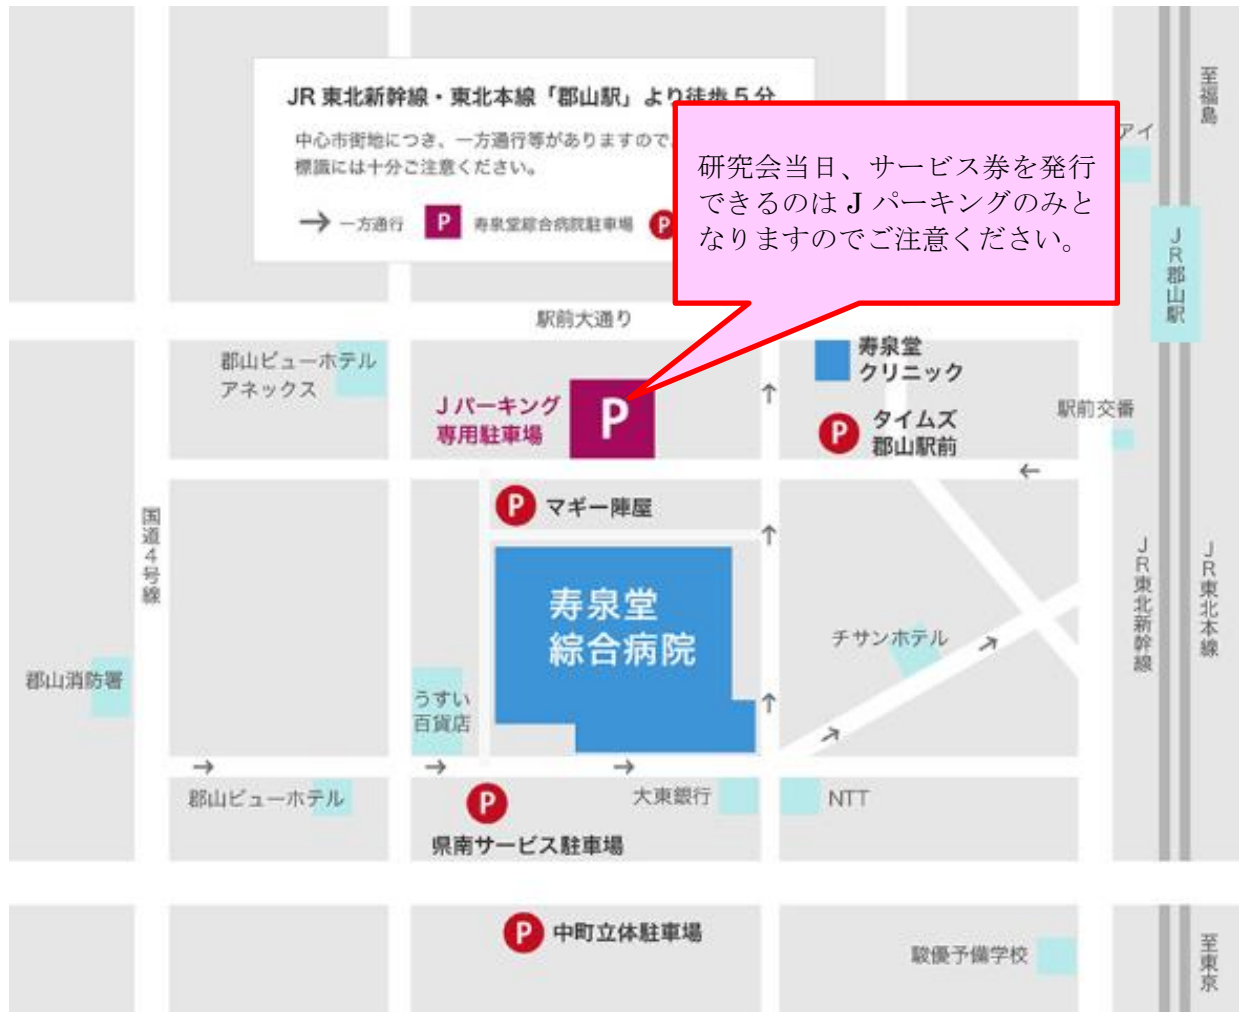 JR 東北新幹線・東北本線「郡山駅」より徒歩 5 分
中心市街地につき、一方通行等がありますので
標識には十分ご注意ください。
一方通行
P
寿泉堂綜合病院駐車場
P
研究会当日、サービス券を発行
できるのは J パーキングのみと
なりますのでご注意ください。
アイ
至福島
JR郡山駅
駅前大通り
郡山ビューホテル
アネックス
Jパーキング
専用駐車場
P
寿泉堂
クリニック
P
タイムズ
郡山駅前
駅前交番
国道4号線
P
マギー陣屋
寿泉堂
綜合病院
チサンホテル
JR東北新幹線
JR東北本線
郡山消防署
うすい
百貨店
郡山ビューホテル
P
県南サービス駐車場
大東銀行
NTT
P
中町立体駐車場
駿優予備学校
至東京